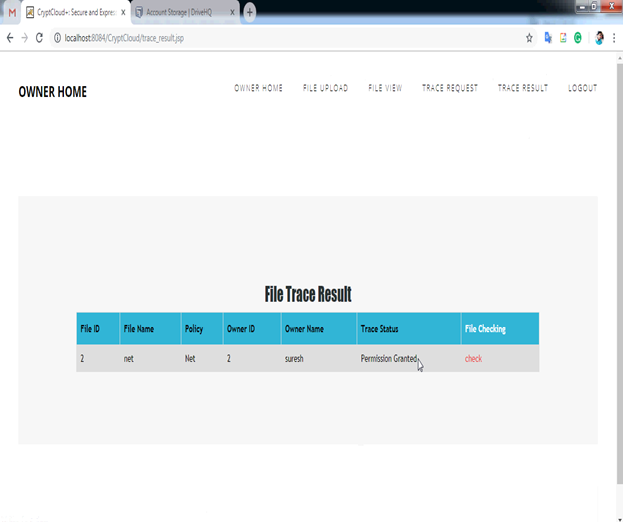 CryptCloud+: Secure and Expres
Account Storage | DriveHQ
localhost:8084/CryptCloud/trace_result.jsp
OWNER HOME
OWNER HOME FILE UPLOAD FILE VIEW TRACE REQUEST TRACE RESULT LOGOUT
File Trace Result
File ID File Name Policy Owner ID Owner Name Trace Status File Checking
2 net Net 2 suresh Permission Granted check